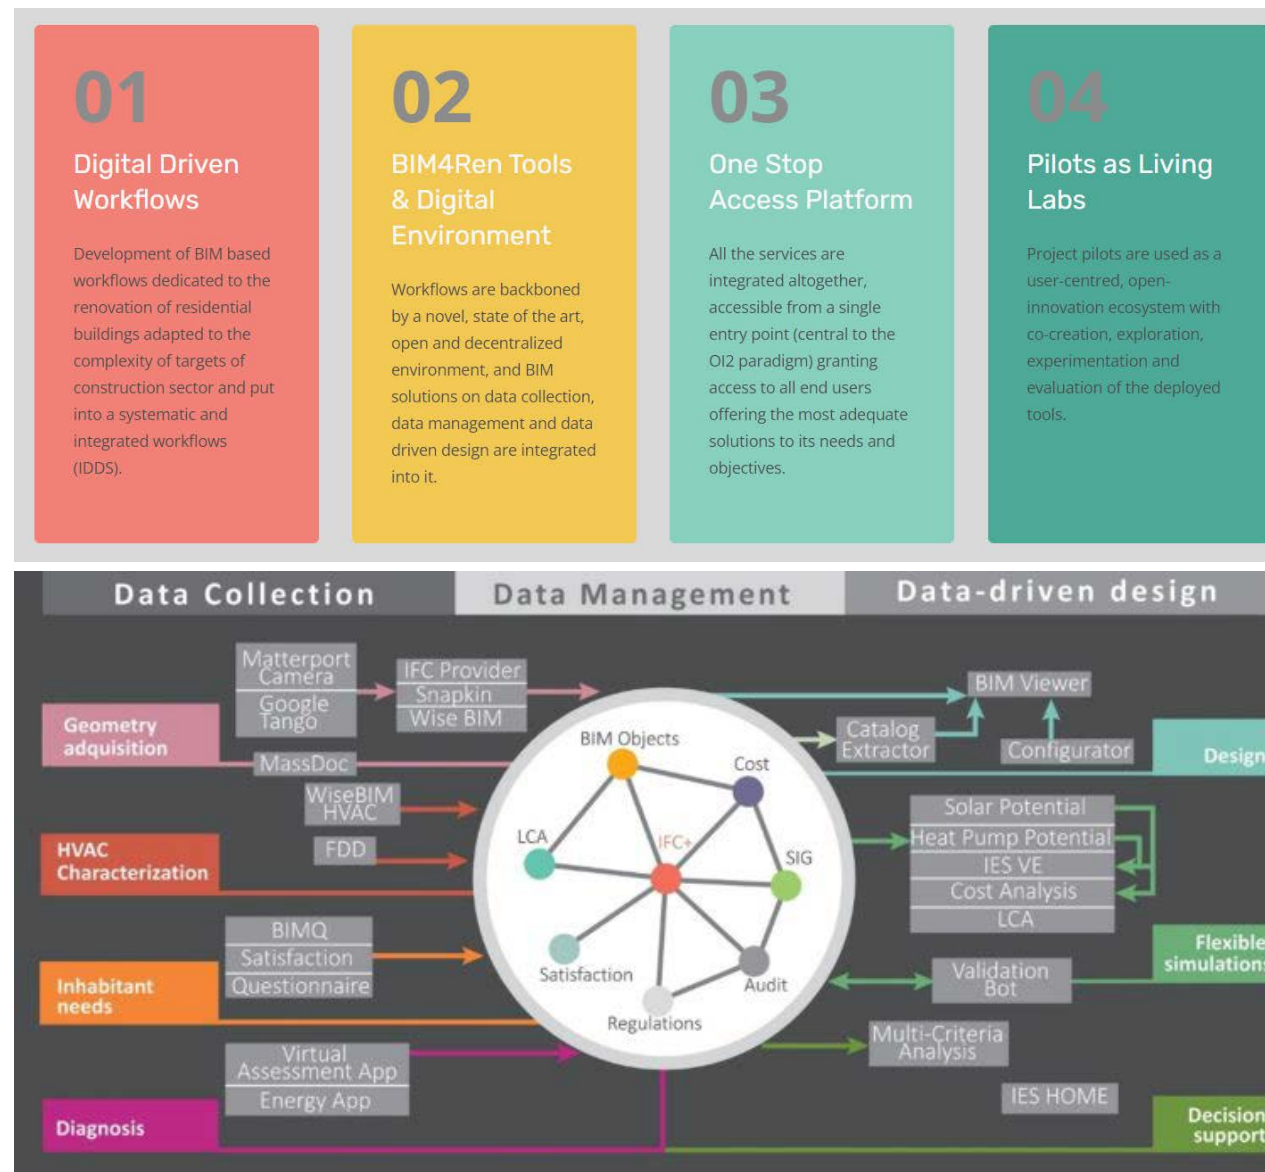 01
Digital Driven
Workflows
Development of BIM based
workflows dedicated to the
renovation of residential
buildings adapted to the
complexity of targets of
construction sector and put
into a systematic and
integrated workflows
(IDDS).
02
BIM4Ren Tools
& Digital
Environment
Workflows are backboned
by a novel, state of the art,
open and decentralized
environment, and BIM
solutions on data collection,
data management and data
driven design are integrated
into it.
03
One Stop
Access Platform
All the services are
integrated altogether,
accessible from a single
entry point (central to the
OI2 paradigm) granting
access to all end users
offering the most adequate
solutions to its needs and
objectives.
04
Pilots as Living
Labs
Project pilots are used as a
user-centred, open-
innovation ecosystem with
co-creation, exploration,
experimentation and
evaluation of the deployed
tools.
Data Collection
Data Management
Data-driven design
Geometry
adquisition
Matterport
Camera
Google
Tango
IFC Provider
Snapkin
Wise BIM
MassDoc
HVAC
Characterization
WiseBIM
HVAC
FDD
Inhabitant
needs
BIMQ
Satisfaction
Questionnaire
Diagnosis
Virtual
Assessment App
Energy App
BIM Objects
Cost
LCA
IFC+
SIG
Satisfaction
Audit
Regulations
BIM Viewer
Catalog
Extractor
Configurator
Design
Solar Potential
Heat Pump Potential
IES VE
Cost Analysis
LCA
Flexible
simulations
Validation
Bot
Multi-Criteria
Analysis
IES HOME
Decision
support